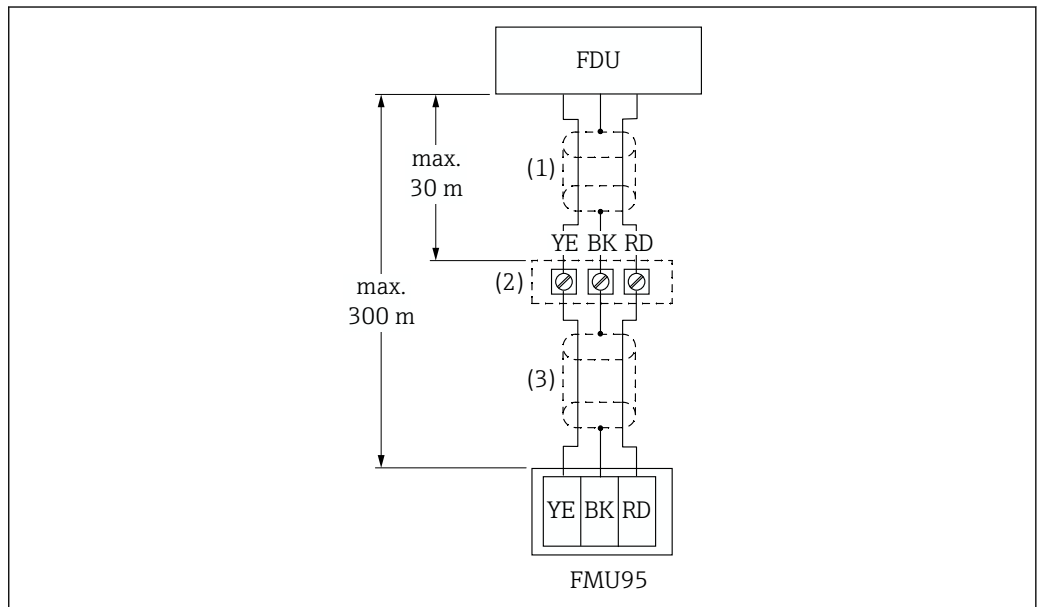 FDU
max.
30 m
(1)
YE BK RD
(2)
max.
300 m
(3)
YE BK RD
FMU95